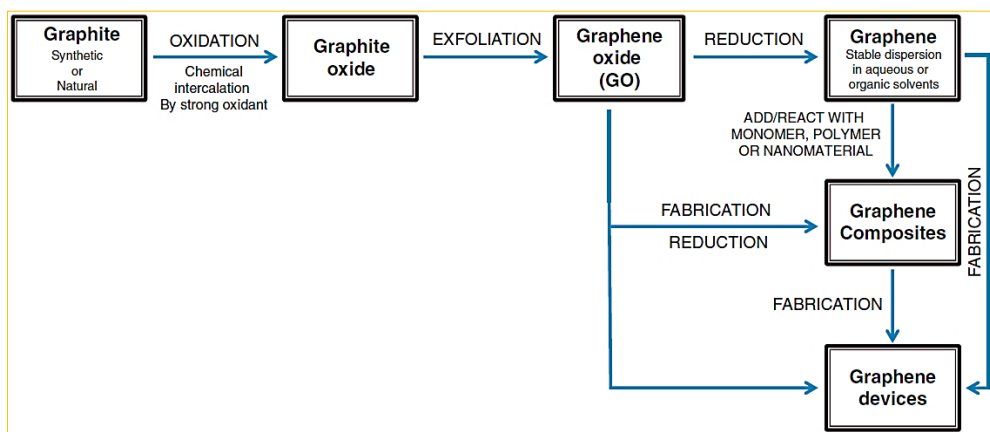 Graphite
Synthetic
or
Natural
OXIDATION
Chemical
intercalation
By strong oxidant
Graphite
oxide
EXFOLIATION
Graphene
oxide
(GO)
REDUCTION
Graphene
Stable dispersion
in aqueous or
organic solvents
ADD/REACT WITH
MONOMER, POLYMER
OR NANOMATERIAL
FABRICATION
FABRICATION
REDUCTION
Graphene
Composites
FABRICATION
Graphene
devices